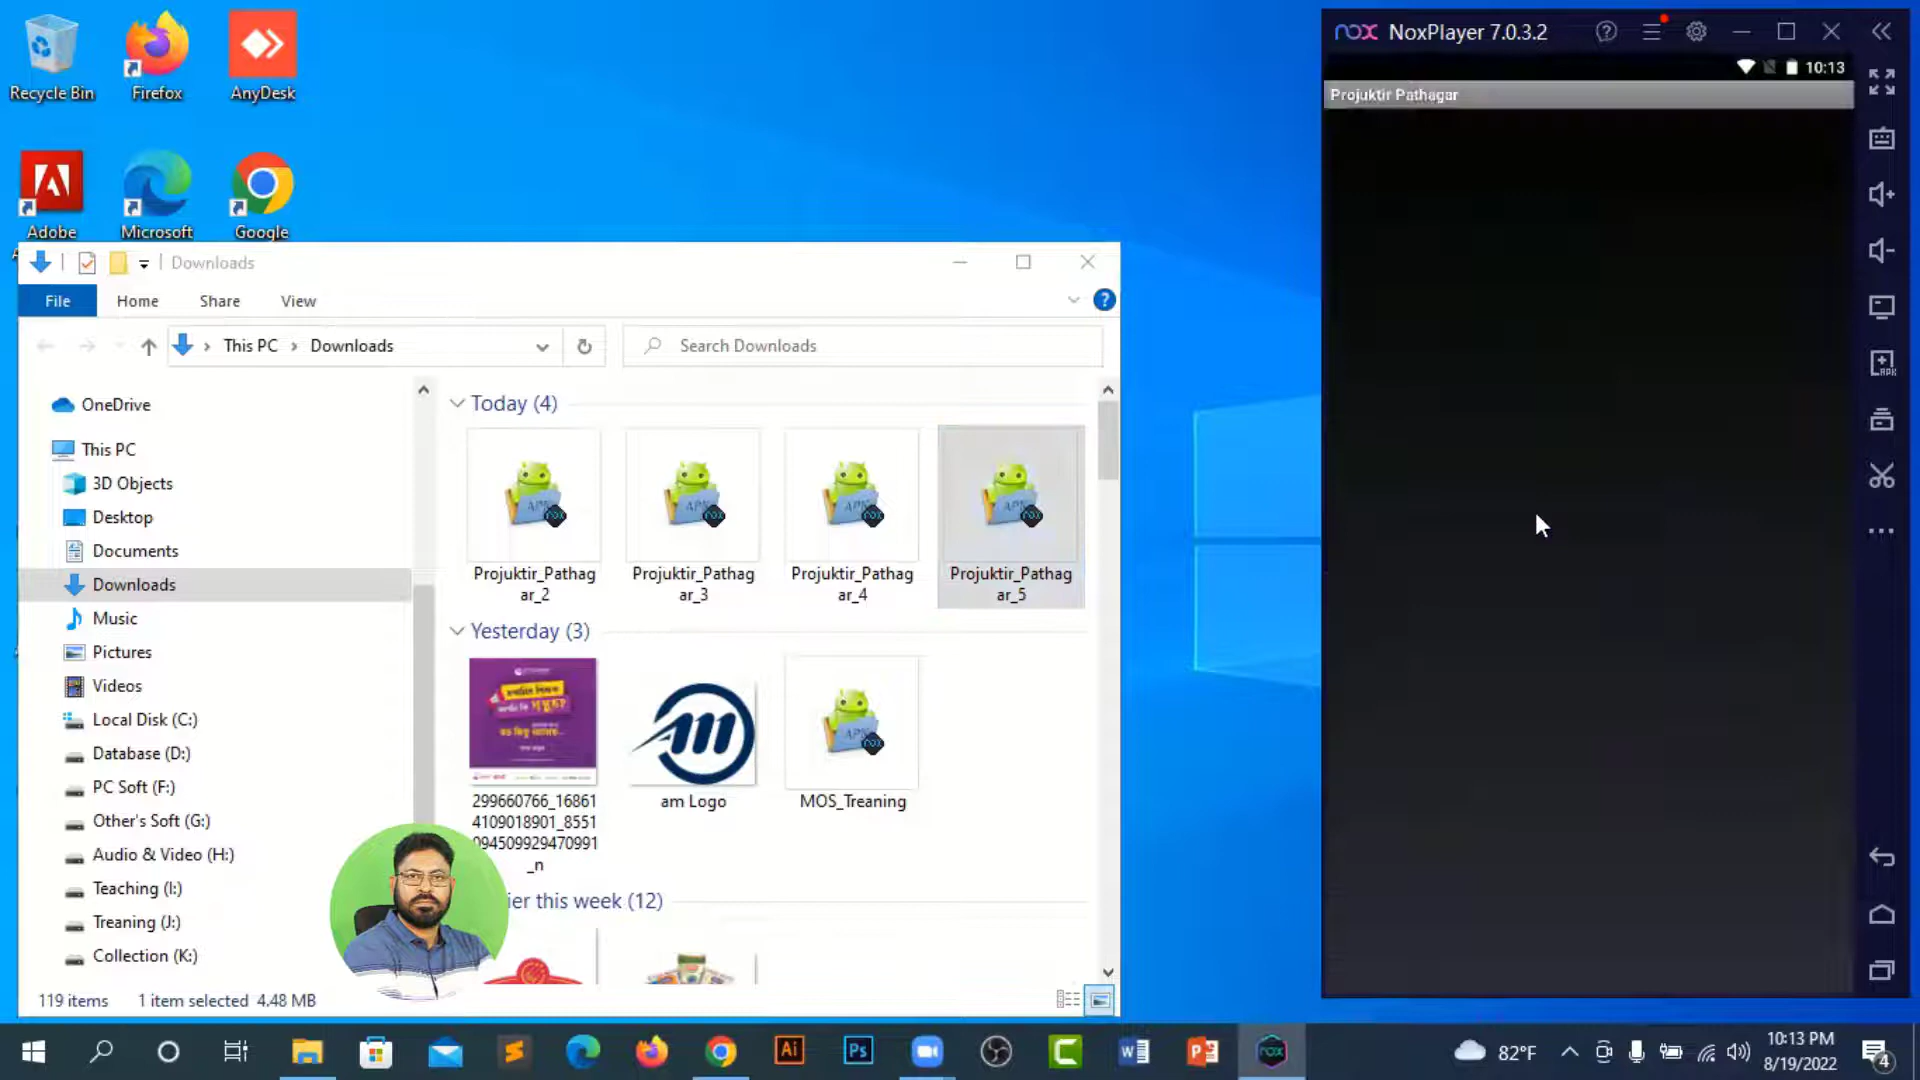 Recycle Bin
Firefox
AnyDesk
Adobe
Microsoft
Google
Downloads
File
Home
Share
View
This PC
Downloads
Search Downloads
OneDrive
This PC
3D Objects
Desktop
Documents
Downloads
Music
Pictures
Videos
Local Disk (C:)
Database (D:)
PC Soft (F:)
Other's Soft (G:)
Audio & Video (H:)
Teaching (I:)
Treaning (J:)
Collection (K:)
Today (4)
Projuktir_Pathag
ar_2
Projuktir_Pathag
ar_3
Projuktir_Pathag
ar_4
Projuktir_Pathag
ar_5
Yesterday (3)
299660766_16861
4109018901_8551
094509929470991
_n
am Logo
MOS_Treaning
ier this week (12)
119 items
1 item selected 4.48 MB
nox NoxPlayer 7.0.3.2
10:13
Projuktir Pathagar
82°F
10:13 PM
8/19/2022
4